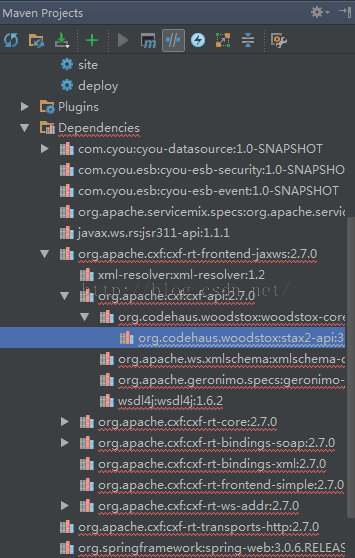 Maven Projects
site
deploy
Plugins
Dependencies
com.cyou:cyou-datasource:1.0-SNAPSHOT
com.cyou.esb:cyou-esb-security:1.0-SNAPSHO
com.cyou.esb:cyou-esb-event:1.0-SNAPSHOT
org.apache.servicemix.specs:org.apache.servic
javax.ws.rs:jsr311-api:1.1.1
org.apache.cxf:cxf-rt-frontend-jaxws:2.7.0
xml-resolver:xml-resolver:1.2
http://blog.csdn.net/
org.apache.cxf:cxf-api:2.7.0
org.codehaus.woodstox:woodstox-core
org.codehaus.woodstox:stax2-api:3
org.apache.ws.xmlschema:xmlschema-c
org.apache.geronimo.specs:geronimo-
wsdl4j:wsdl4j:1.6.2
org.apache.cxf:cxf-rt-core:2.7.0
org.apache.cxf:cxf-rt-bindings-soap:2.7.0
org.apache.cxf:cxf-rt-bindings-xml:2.7.0
org.apache.cxf:cxf-rt-frontend-simple:2.7.0
org.apache.cxf:cxf-rt-ws-addr:2.7.0
org.apache.cxf:cxf-rt-transports-http:2.7.0
org.springframework:spring-web:3.0.6.RELEAS